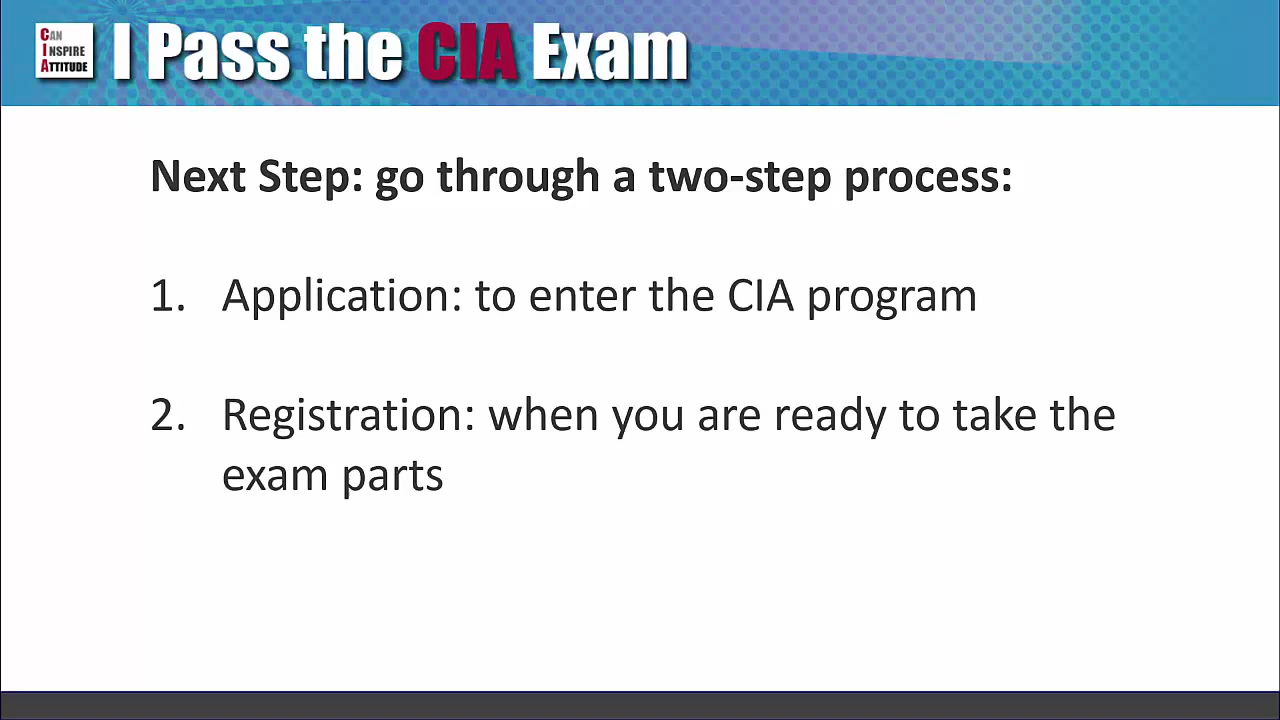 CAN
INSPIRE
ATTITUDE
I Pass the CIA Exam
Next Step: go through a two-step process:
1. Application: to enter the CIA program
2. Registration: when you are ready to take the
exam parts